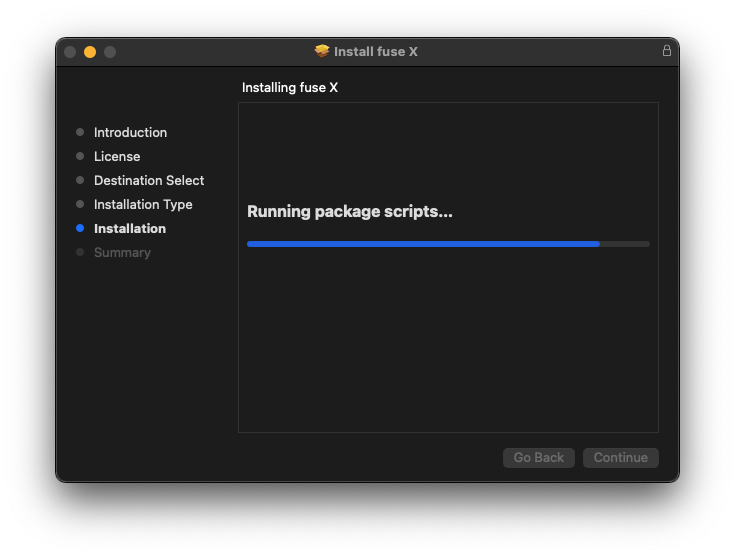 Install fuse X
Installing fuse X
Introduction
License
Destination Select
Installation Type
Installation
Summary
Running package scripts...
Go Back
Continue